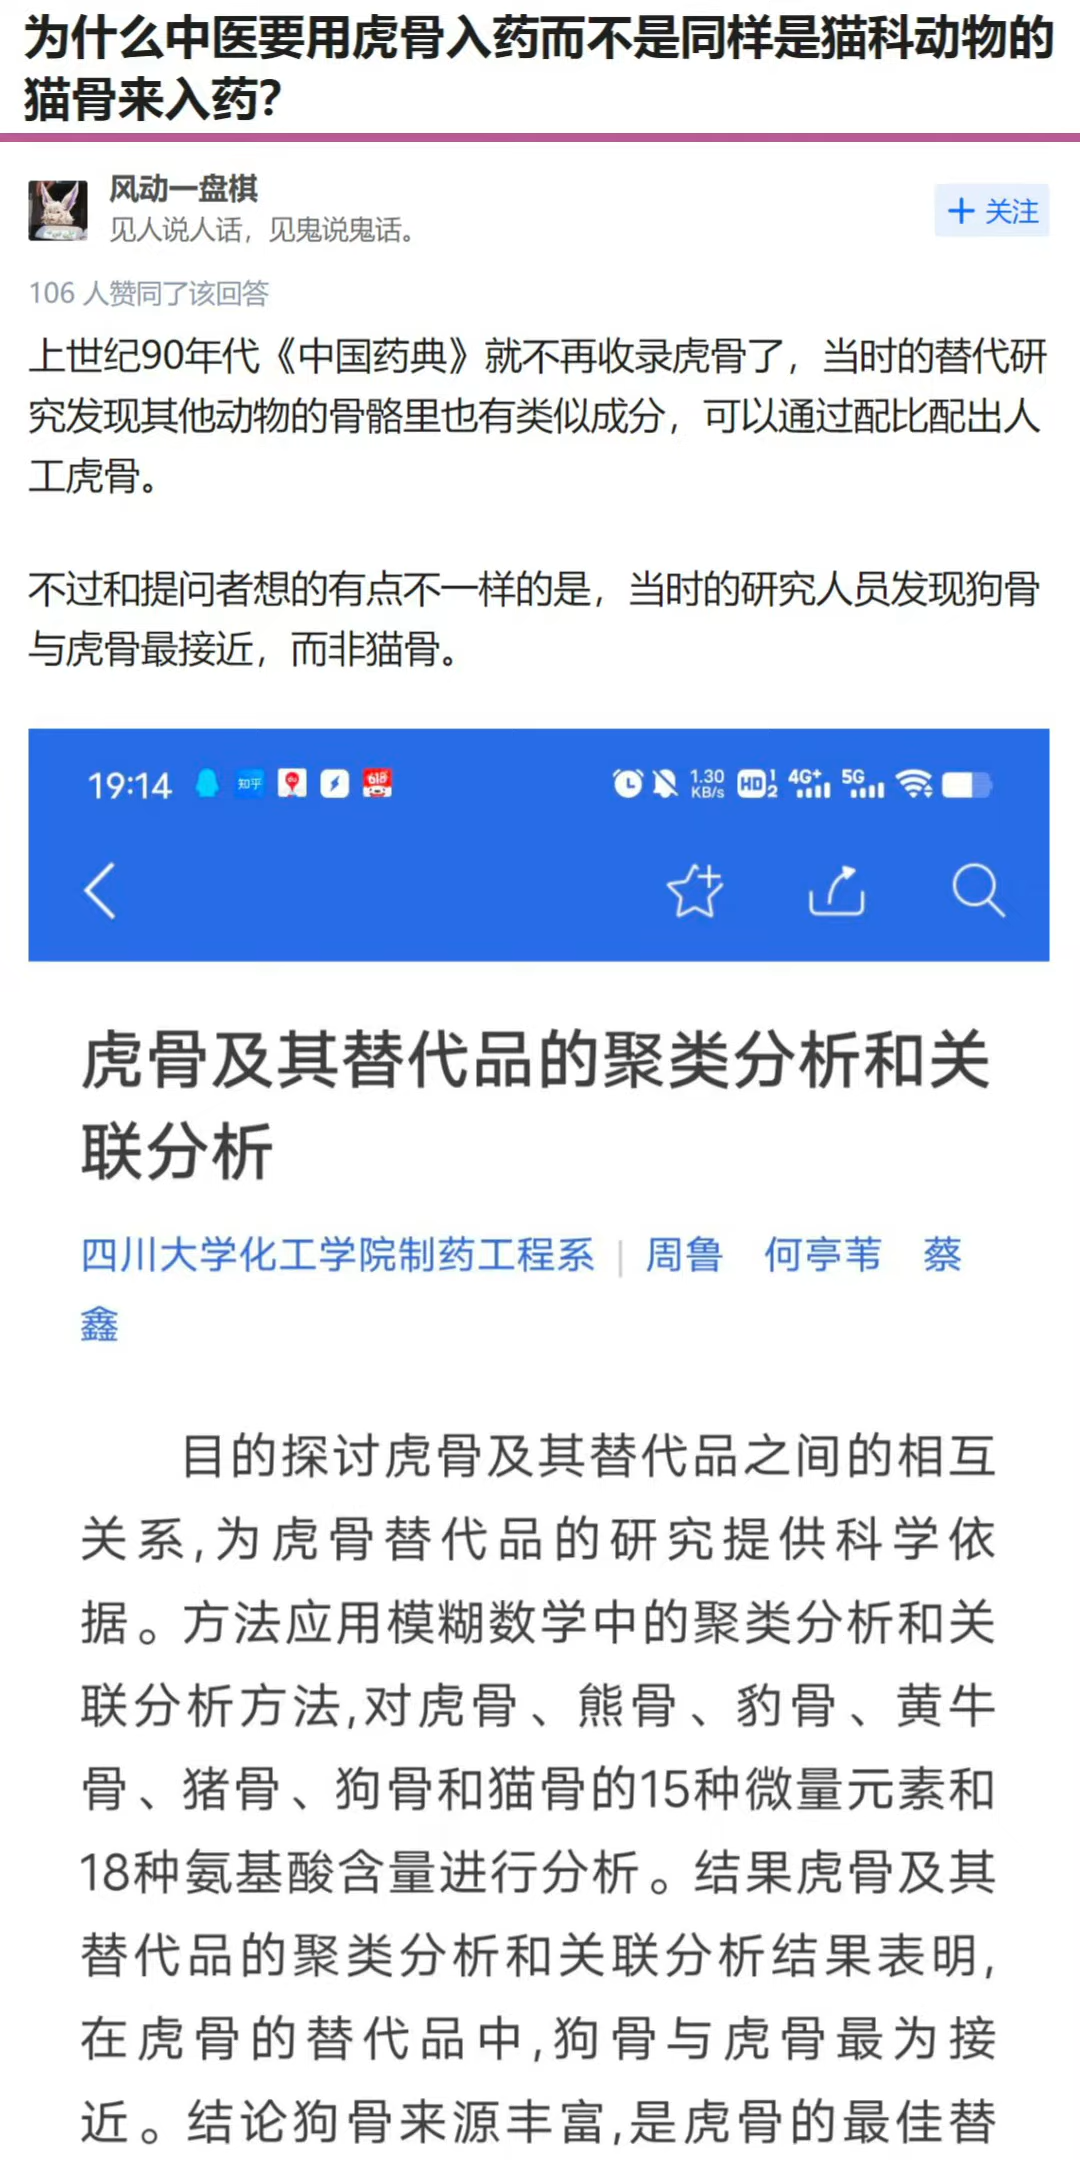 为什么中医要用虎骨入药而不是同样是猫科动物的
猫骨来入药？
风动一盘棋
见人说人话，见鬼说鬼话。
+ 关注
106 人赞同了该回答
上世纪90年代《中国药典》就不再收录虎骨了，当时的替代研
究发现其他动物的骨骼里也有类似成分，可以通过配比配出人
工虎骨。
不过和提问者想的有点不一样的是，当时的研究人员发现狗骨
与虎骨最接近，而非猫骨。
19:14 知乎 618 1.30 KB/s HD 1 2 4G+ 5G
虎骨及其替代品的聚类分析和关
联分析
四川大学化工学院制药工程系 | 周鲁 何亭苇 蔡
鑫
目的探讨虎骨及其替代品之间的相互
关系,为虎骨替代品的研究提供科学依
据。方法应用模糊数学中的聚类分析和关
联分析方法,对虎骨、熊骨、豹骨、黄牛
骨、猪骨、狗骨和猫骨的15种微量元素和
18种氨基酸含量进行分析。结果虎骨及其
替代品的聚类分析和关联分析结果表明,
在虎骨的替代品中,狗骨与虎骨最为接
近。结论狗骨来源丰富,是虎骨的最佳替